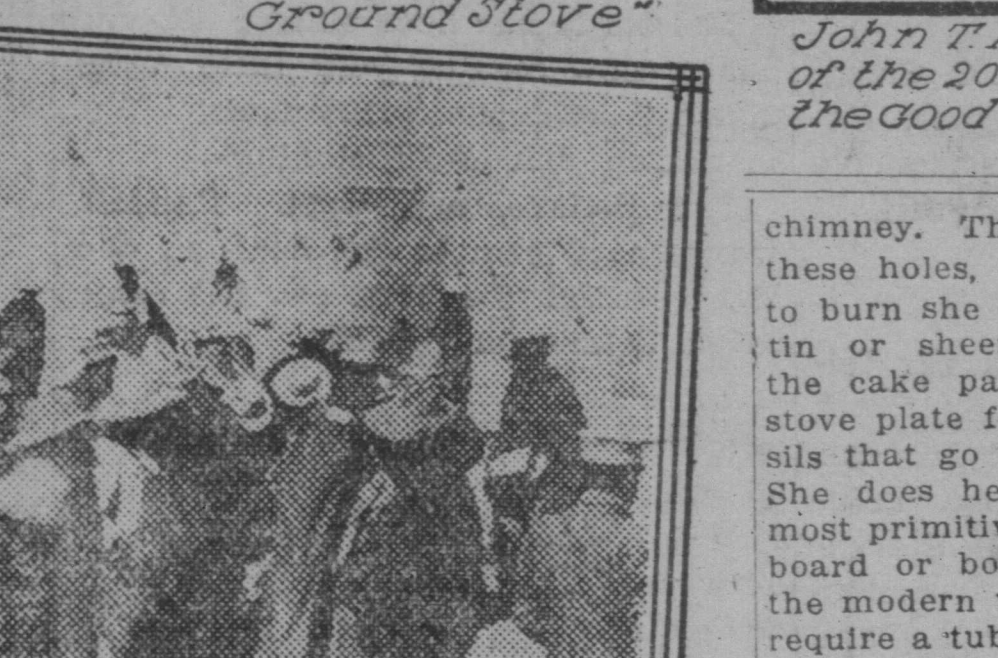 Ground Stove"
John T.
of the 20
the Good
chimney. Th
these holes,
to burn she
tin or shee
the cake pa
stove plate f
sils that go
She does he
most primiti
board or bo
the modern
require a tub